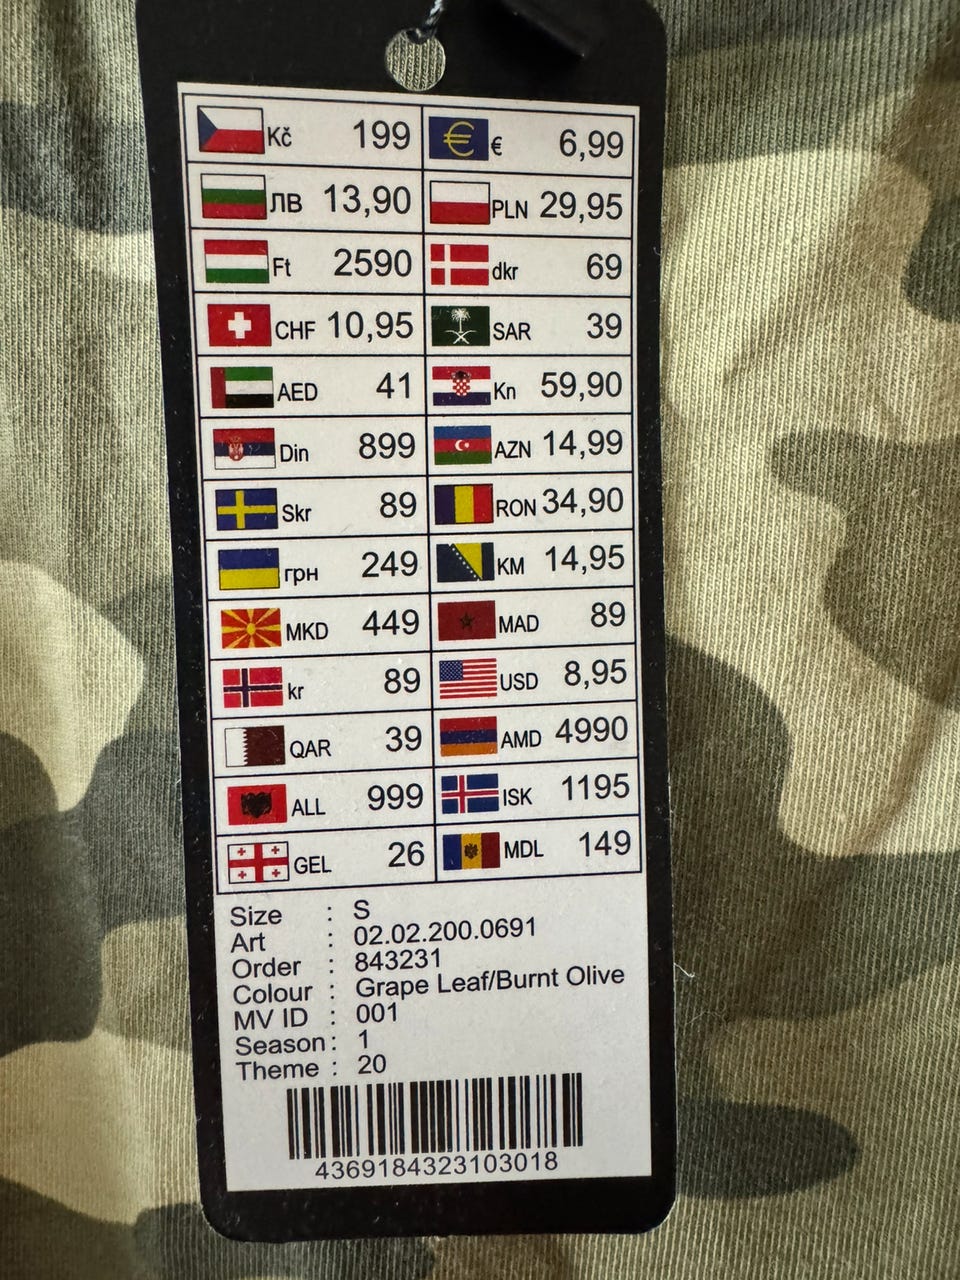 Kč 199 € 6,99
ЛВ 13,90 PLN 29,95
Ft 2590 dkr 69
CHF 10,95 SAR 39
AED 41 Kn 59,90
Din 899 AZN 14,99
Skr 89 RON 34,90
грн 249 KM 14,95
MKD 449 MAD 89
kr 89 USD 8,95
QAR 39 AMD 4990
ALL 999 ISK 1195
GEL 26 MDL 149
Size : S
Art : 02.02.200.0691
Order : 843231
Colour : Grape Leaf/Burnt Olive
MV ID : 001
Season : 1
Theme : 20
4369184323103018